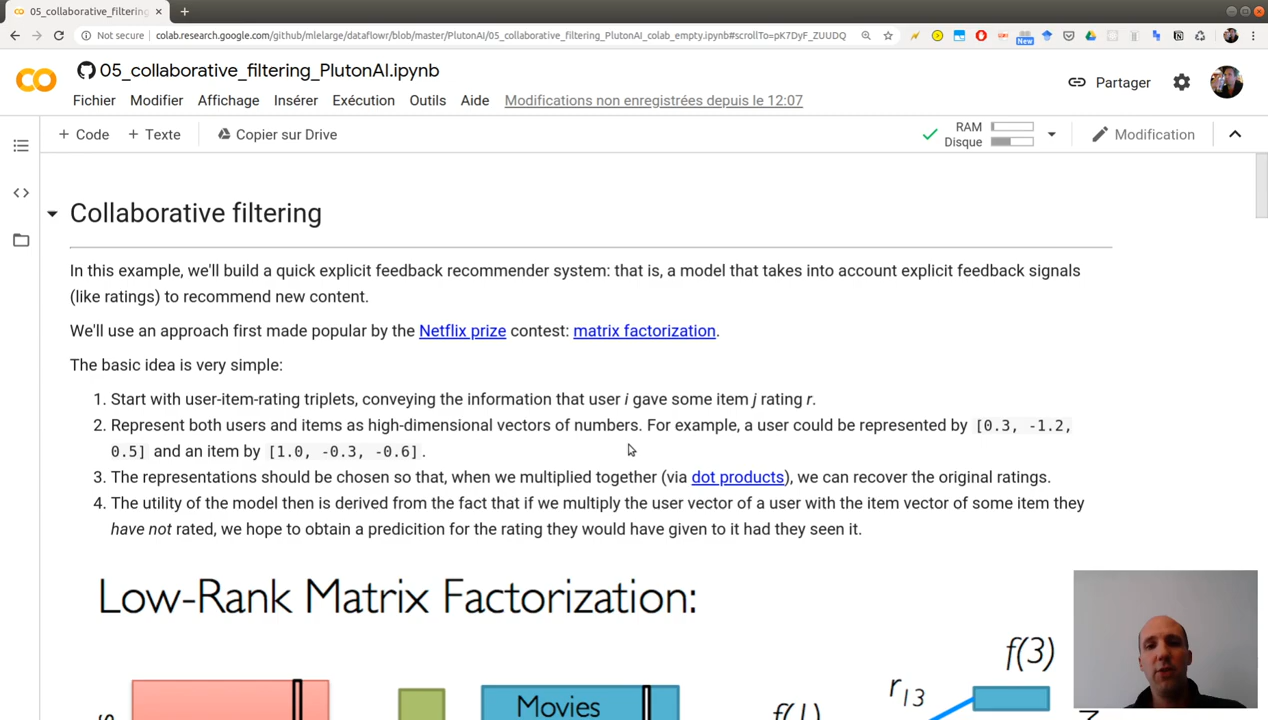 05_collaborative_filtering_
Not secure
colab.research.google.com/github/mlelarge/dataflowr/blob/master/PlutonAI/05_collaborative_filtering_PlutonAI_colab_empty.ipynb#scrollTo=pK7DyF_ZUUDQ
New
05_collaborative_filtering_PlutonAI.ipynb
Partager
Fichier Modifier Affichage Insérer Exécution Outils Aide Modifications non enregistrées depuis le 12:07
+ Code + Texte Copier sur Drive
RAM
Disque
Modification
Collaborative filtering
In this example, we'll build a quick explicit feedback recommender system: that is, a model that takes into account explicit feedback signals
(like ratings) to recommend new content.
We'll use an approach first made popular by the Netflix prize contest: matrix factorization.
The basic idea is very simple:
1. Start with user-item-rating triplets, conveying the information that user i gave some item j rating r.
2. Represent both users and items as high-dimensional vectors of numbers. For example, a user could be represented by [0.3, -1.2,
0.5] and an item by [1.0, -0.3, -0.6].
3. The representations should be chosen so that, when we multiplied together (via dot products), we can recover the original ratings.
4. The utility of the model then is derived from the fact that if we multiply the user vector of a user with the item vector of some item they
have not rated, we hope to obtain a predicition for the rating they would have given to it had they seen it.
Low-Rank Matrix Factorization:
f(3)
r13
Movies
f(1)